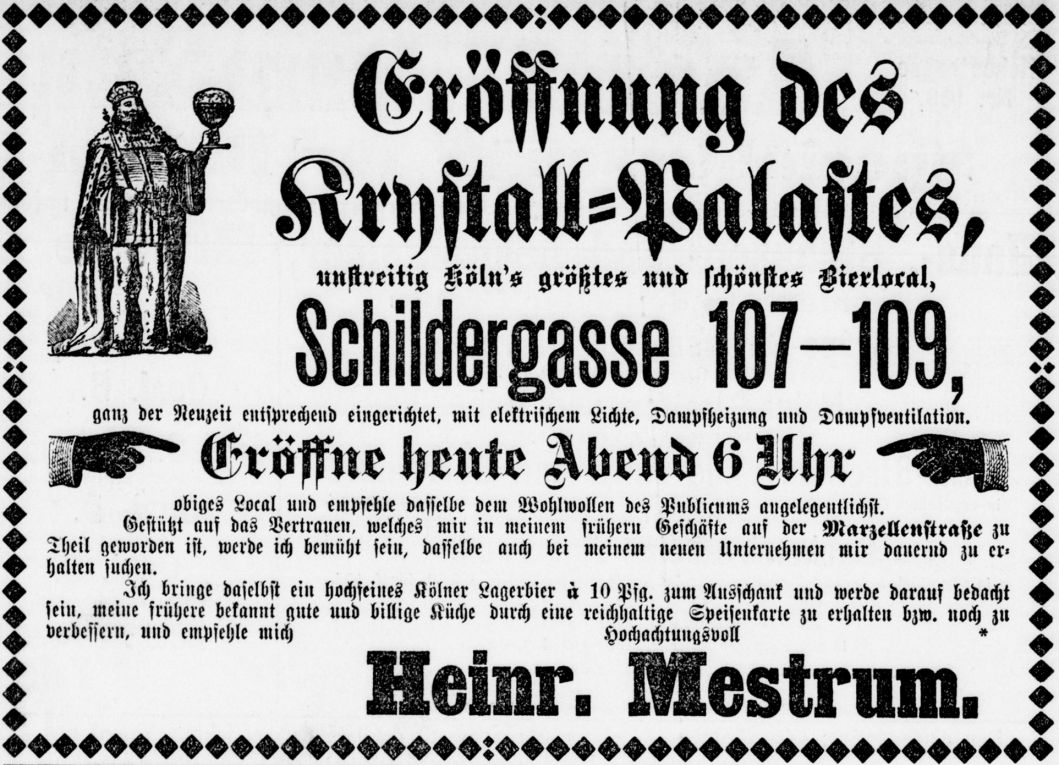 Eröffnung des
Krystall-Palastes,
unstreitig Köln's größtes und schönstes Bierlocal,
Schildergasse 107—109,
ganz der Neuzeit entsprechend eingerichtet, mit elektrischem Lichte, Dampfheizung und Dampfventilation.
Eröffne heute Abend 6 Uhr
obiges Local und empfehle dasselbe dem Wohlwollen des Publicums angelegentlichst.
Gestützt auf das Vertrauen, welches mir in meinem frühern Geschäfte auf der Marzellenstraße zu
Theil geworden ist, werde ich bemüht sein, dasselbe auch bei meinem neuen Unternehmen mir dauernd zu er-
halten suchen.
Ich bringe daselbst ein hochfeines Kölner Lagerbier à 10 Pfg. zum Ausschank und werde darauf bedacht
sein, meine frühere bekannt gute und billige Küche durch eine reichhaltige Speisenkarte zu erhalten bzw. noch zu
verbessern, und empfehle mich Hochachtungsvoll *
Heinr. Mestrum.